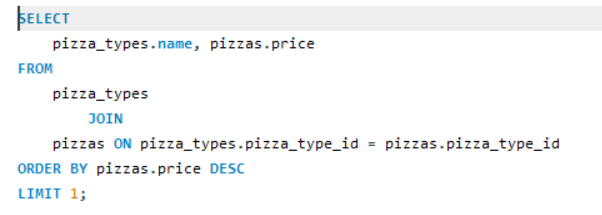 SELECT
    pizza_types.name, pizzas.price
FROM
    pizza_types
        JOIN
    pizzas ON pizza_types.pizza_type_id = pizzas.pizza_type_id
ORDER BY pizzas.price DESC
LIMIT 1;